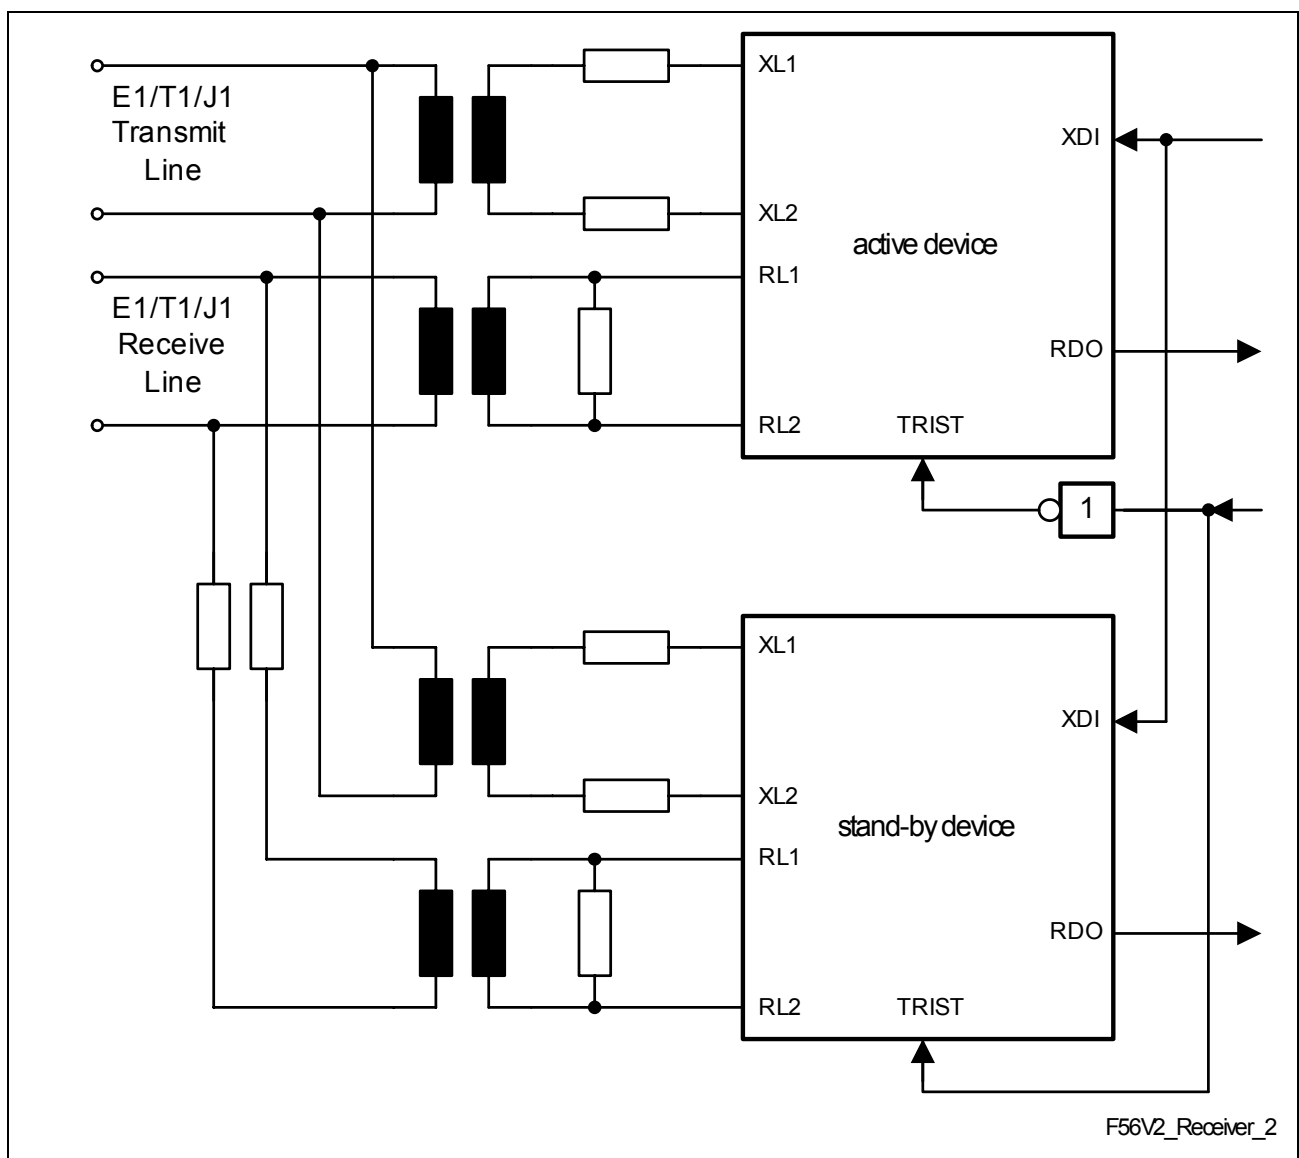 E1/T1/J1
Transmit
Line
E1/T1/J1
Receive
Line
XL1
XDI
XL2
active device
RL1
RDO
RL2
TRIST
1
XL1
XDI
XL2
stand-by device
RL1
RDO
RL2
TRIST
F56V2_Receiver_2